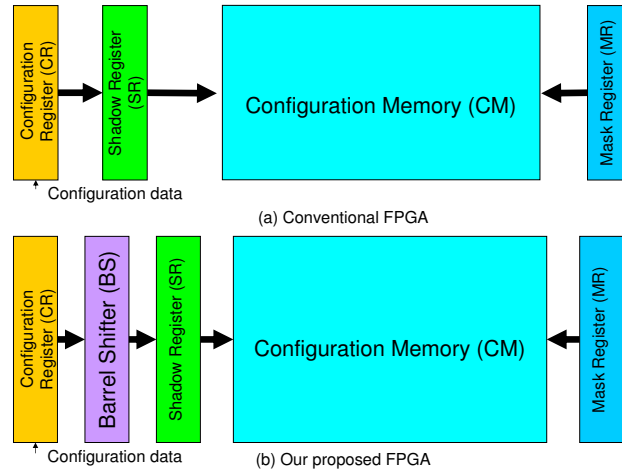 Configuration
Register (CR)
Shadow Register
(SR)
Configuration Memory (CM)
Mask Register (MR)
Configuration data
(a) Conventional FPGA
Configuration
Register (CR)
Barrel Shifter (BS)
Shadow Register (SR)
Configuration Memory (CM)
Mask Register (MR)
Configuration data
(b) Our proposed FPGA